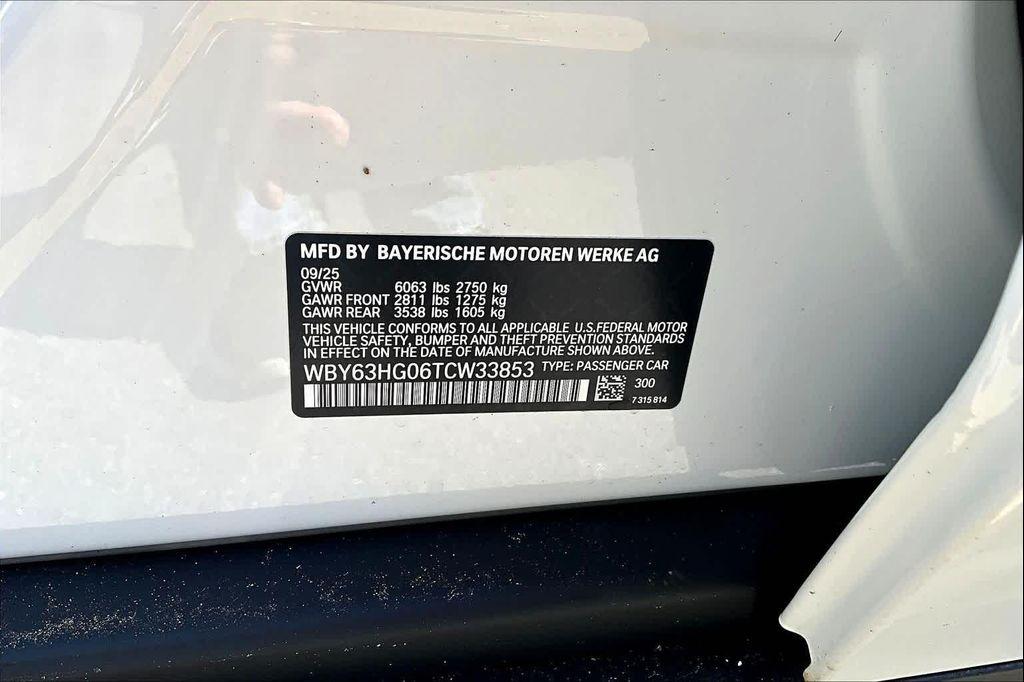 MFD BY BAYERISCHE MOTOREN WERKE AG
09/25
GVWR 6063 lbs 2750 kg
GAWR FRONT 2811 lbs 1275 kg
GAWR REAR 3538 lbs 1605 kg
THIS VEHICLE CONFORMS TO ALL APPLICABLE U.S.FEDERAL MOTOR
VEHICLE SAFETY, BUMPER AND THEFT PREVENTION STANDARDS
IN EFFECT ON THE DATE OF MANUFACTURE SHOWN ABOVE.
WBY63HG06TCW33853 TYPE: PASSENGER CAR
300
7 315 814